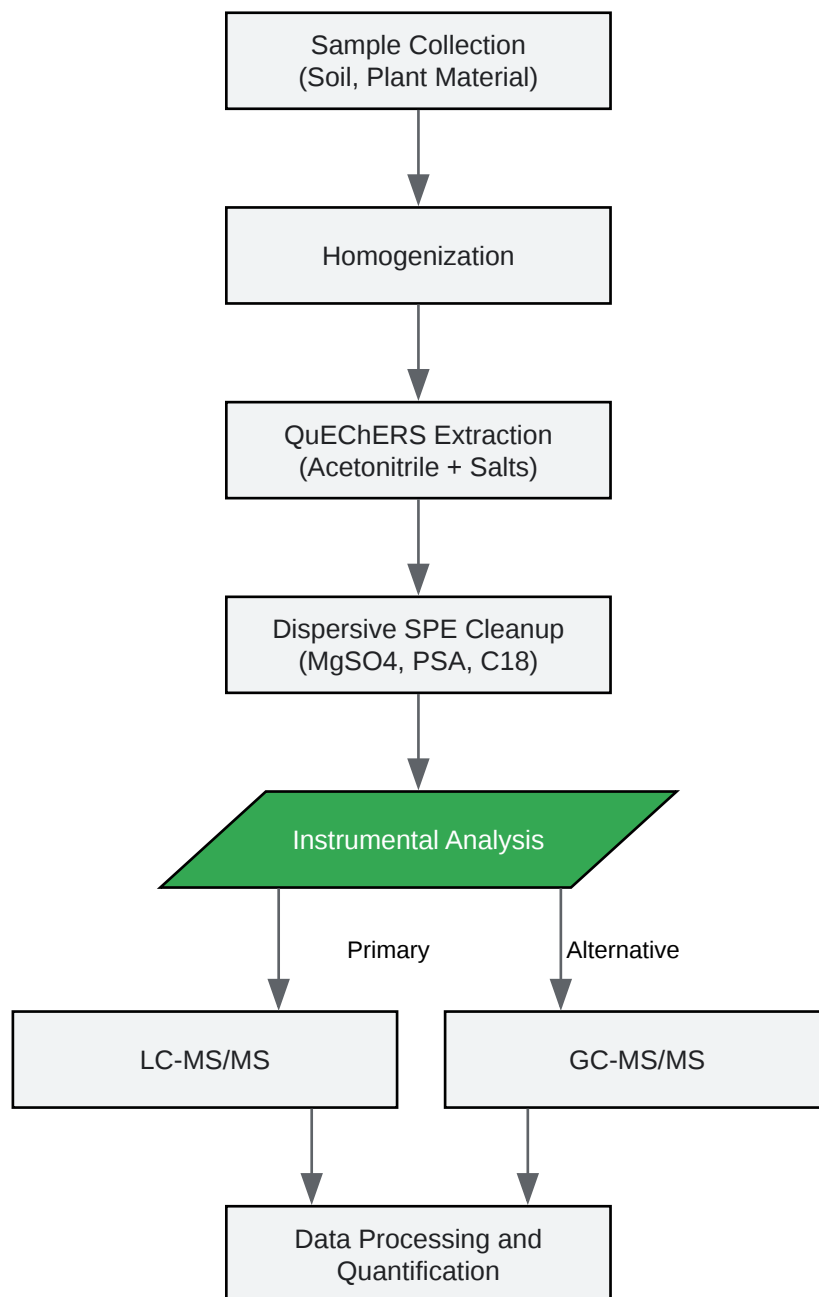 Sample Collection
(Soil, Plant Material)
Homogenization
QuEChERS Extraction
(Acetonitrile + Salts)
Dispersive SPE Cleanup
(MgSO4, PSA, C18)
Instrumental Analysis
Primary
Alternative
LC-MS/MS
GC-MS/MS
Data Processing and
Quantification